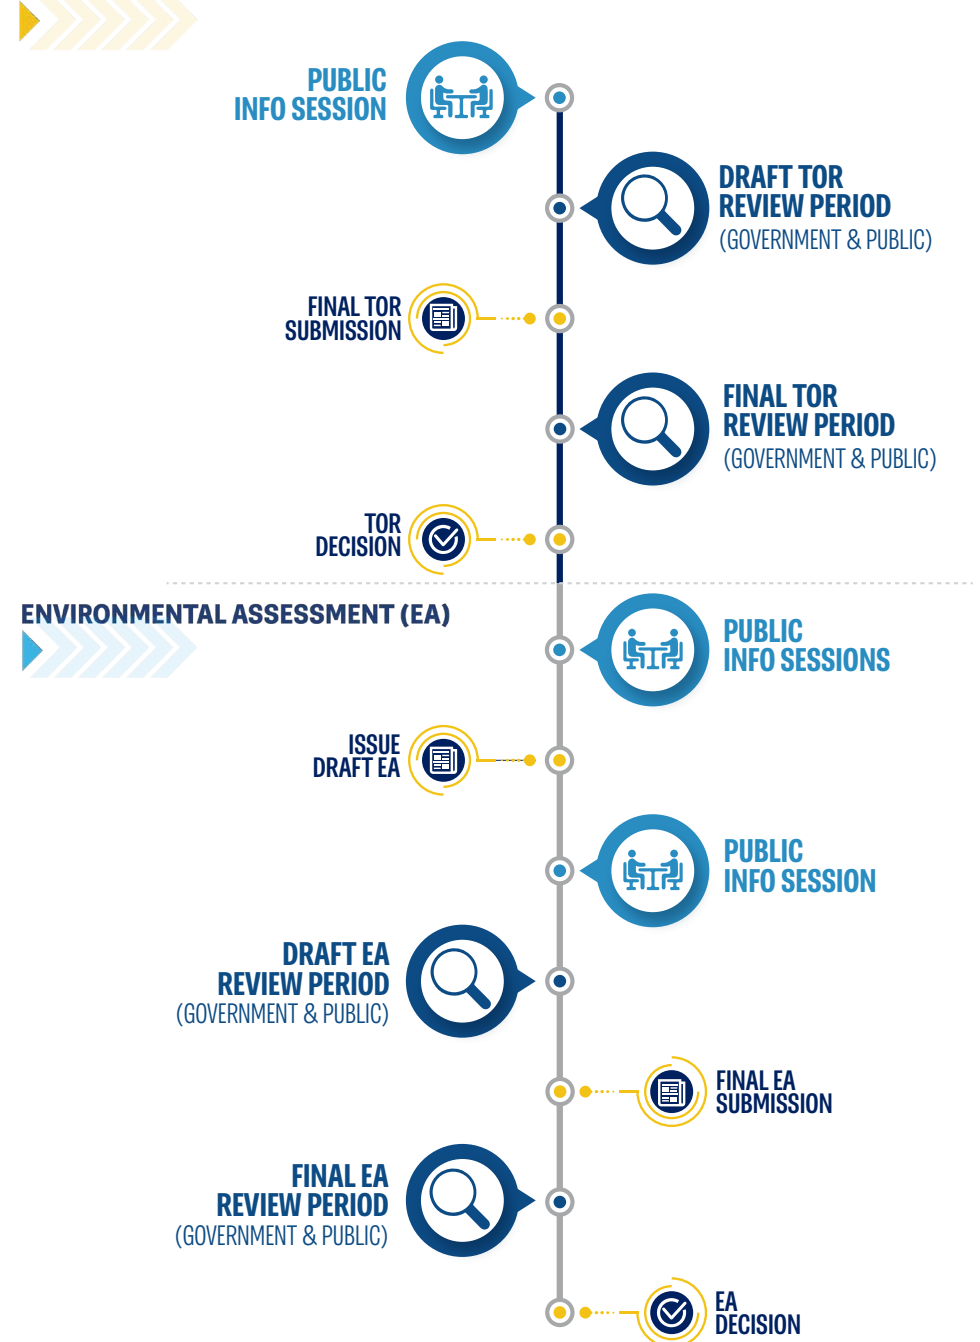 PUBLIC
INFO SESSION
DRAFT TOR
REVIEW PERIOD
(GOVERNMENT & PUBLIC)
FINAL TOR
SUBMISSION
FINAL TOR
REVIEW PERIOD
(GOVERNMENT & PUBLIC)
TOR
DECISION
ENVIRONMENTAL ASSESSMENT (EA)
PUBLIC
INFO SESSIONS
ISSUE
DRAFT EA
PUBLIC
INFO SESSION
DRAFT EA
REVIEW PERIOD
(GOVERNMENT & PUBLIC)
FINAL EA
SUBMISSION
FINAL EA
REVIEW PERIOD
(GOVERNMENT & PUBLIC)
EA
DECISION